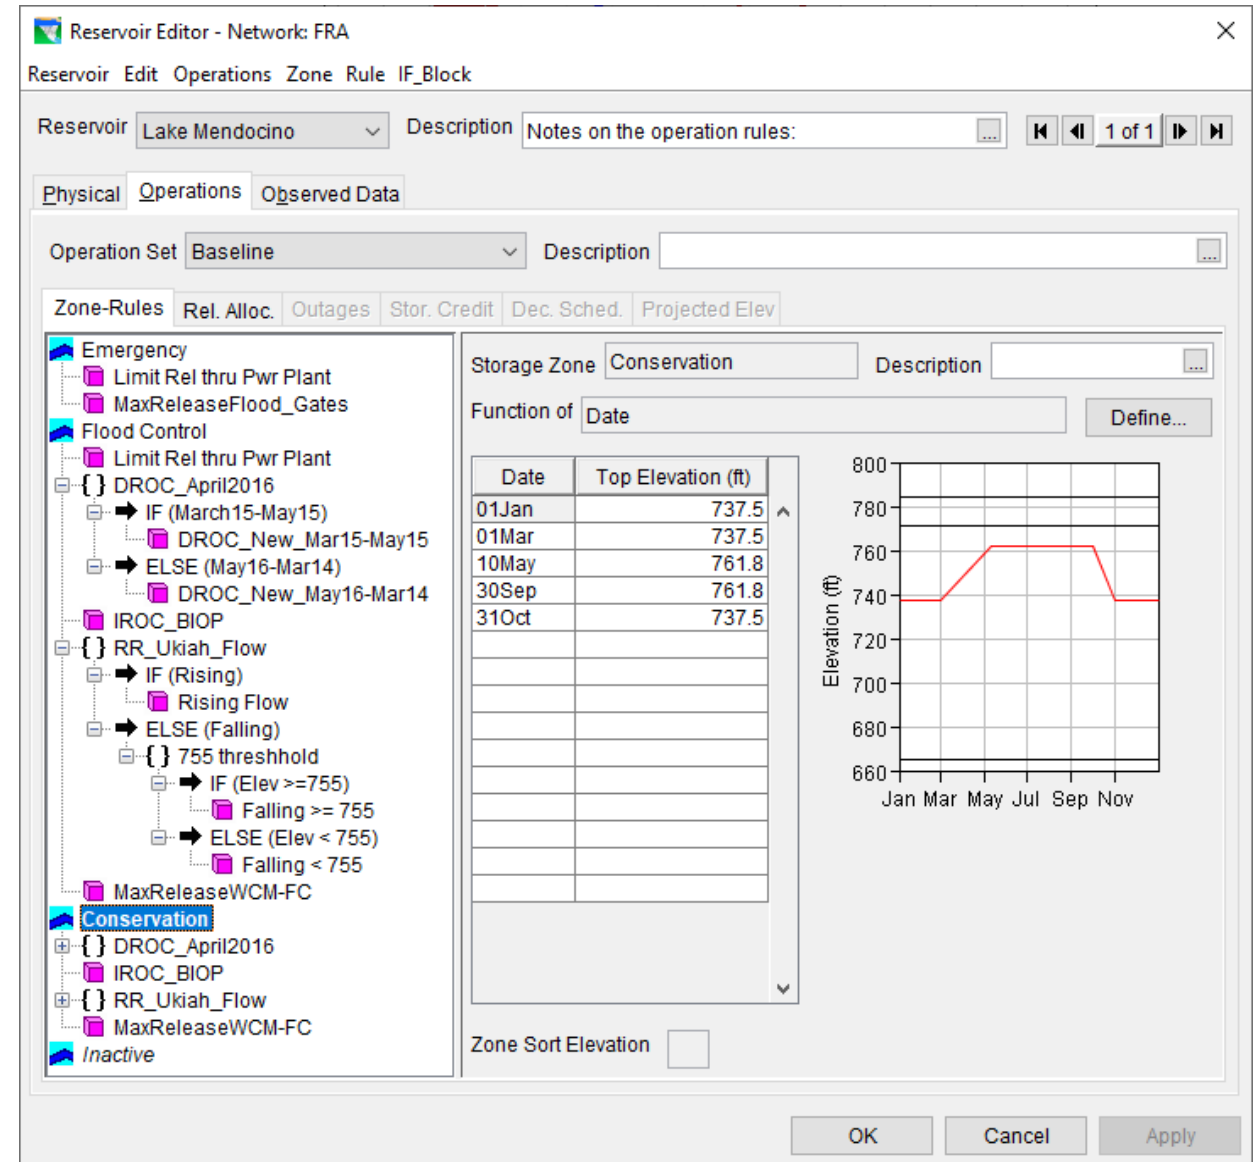 Reservoir Editor - Network: FRA
Reservoir Edit Operations Zone Rule IF_Block
Reservoir Lake Mendocino Description Notes on the operation rules: ... 1 of 1
Physical Operations Observed Data
Operation Set Baseline Description ...
Zone-Rules Rel. Alloc. Outages Stor. Credit Dec. Sched. Projected Elev
Emergency
Limit Rel thru Pwr Plant
MaxReleaseFlood_Gates
Flood Control
Limit Rel thru Pwr Plant
{ } DROC_April2016
IF (March15-May15)
DROC_New_Mar15-May15
ELSE (May16-Mar14)
DROC_New_May16-Mar14
IROC_BIOP
{ } RR_Ukiah_Flow
IF (Rising)
Rising Flow
ELSE (Falling)
{ } 755 threshhold
IF (Elev >=755)
Falling >= 755
ELSE (Elev < 755)
Falling < 755
MaxReleaseWCM-FC
Conservation
{ } DROC_April2016
IROC_BIOP
{ } RR_Ukiah_Flow
MaxReleaseWCM-FC
Inactive
Storage Zone Conservation Description ...
Function of Date Define...
Date Top Elevation (ft)
01Jan 737.5
01Mar 737.5
10May 761.8
30Sep 761.8
31Oct 737.5
Elevation (ft)
800
780
760
740
720
700
680
660
Jan Mar May Jul Sep Nov
Zone Sort Elevation
OK Cancel Apply